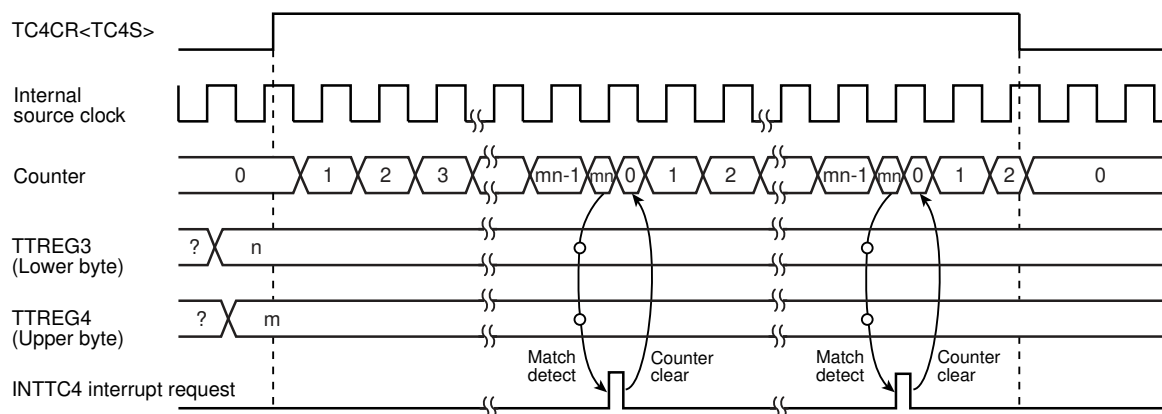 TC4CR<TC4S>
Internal
source clock
Counter
0 1 2 3 mn-1 mn 0 1 2 mn-1 mn 0 1 2 0
TTREG3
(Lower byte)
? n
TTREG4
(Upper byte)
? m
Match
detect
Counter
clear
Match
detect
Counter
clear
INTTC4 interrupt request